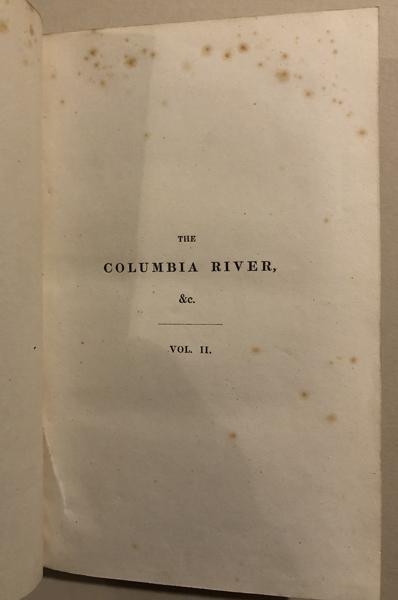 THE
COLUMBIA RIVER,
&c.
VOL. II.